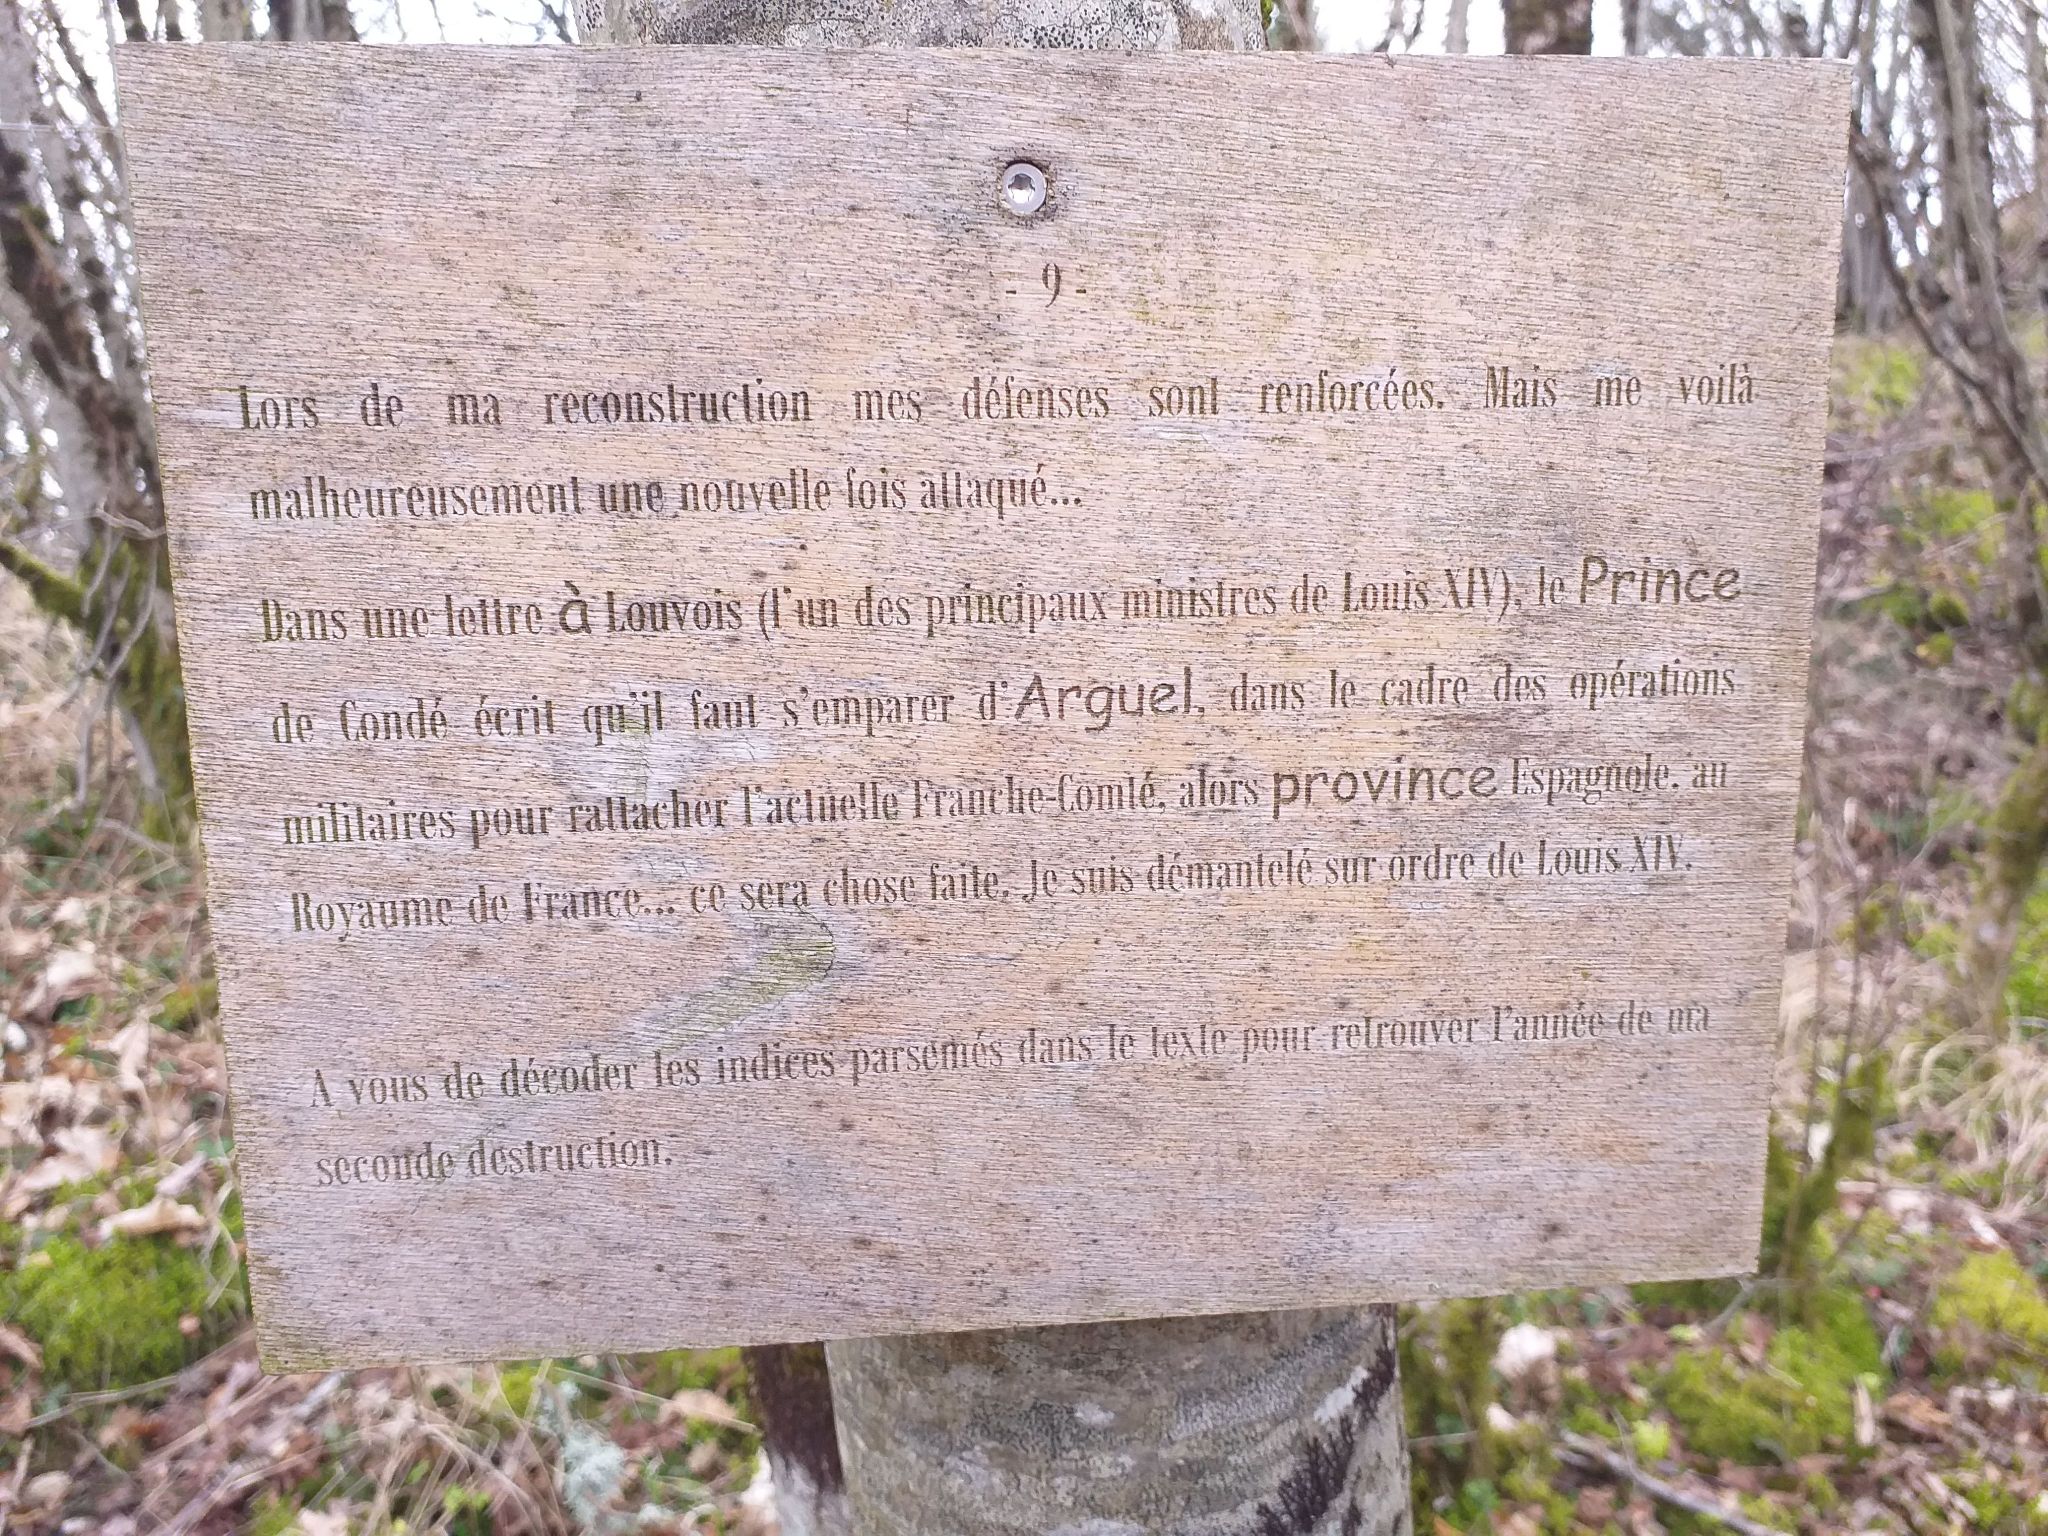 - 9 -
Lors de ma reconstruction mes défenses sont renforcées. Mais me voilà
malheureusement une nouvelle fois attaqué...
Dans une lettre à Louvois (l'un des principaux ministres de Louis XIV), le Prince
de Condé écrit qu'il faut s'emparer d'Arguel, dans le cadre des opérations
militaires pour rattacher l'actuelle Franche-Comté, alors province Espagnole, au
Royaume de France... ce sera chose faite. Je suis démantelé sur ordre de Louis XIV.
A vous de décoder les indices parsemés dans le texte pour retrouver l'année de ma
seconde destruction.